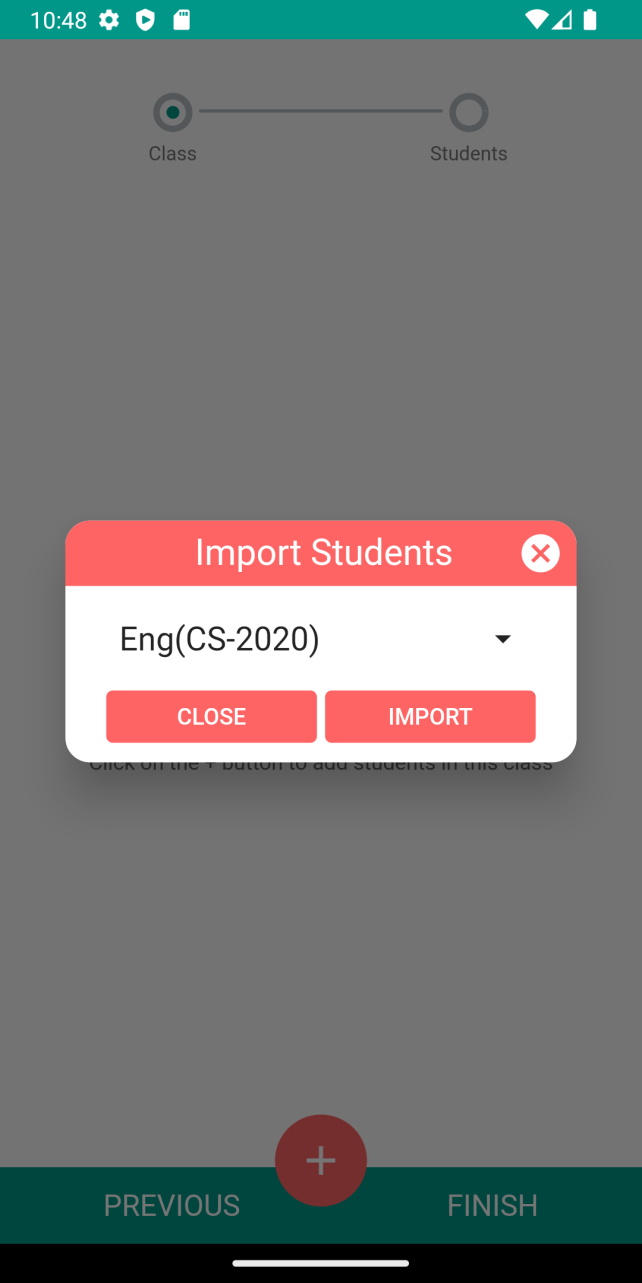 10:48
Class
Students
Import Students
Eng(CS-2020)
CLOSE
IMPORT
Click on the + button to add students in this class
+
PREVIOUS
FINISH